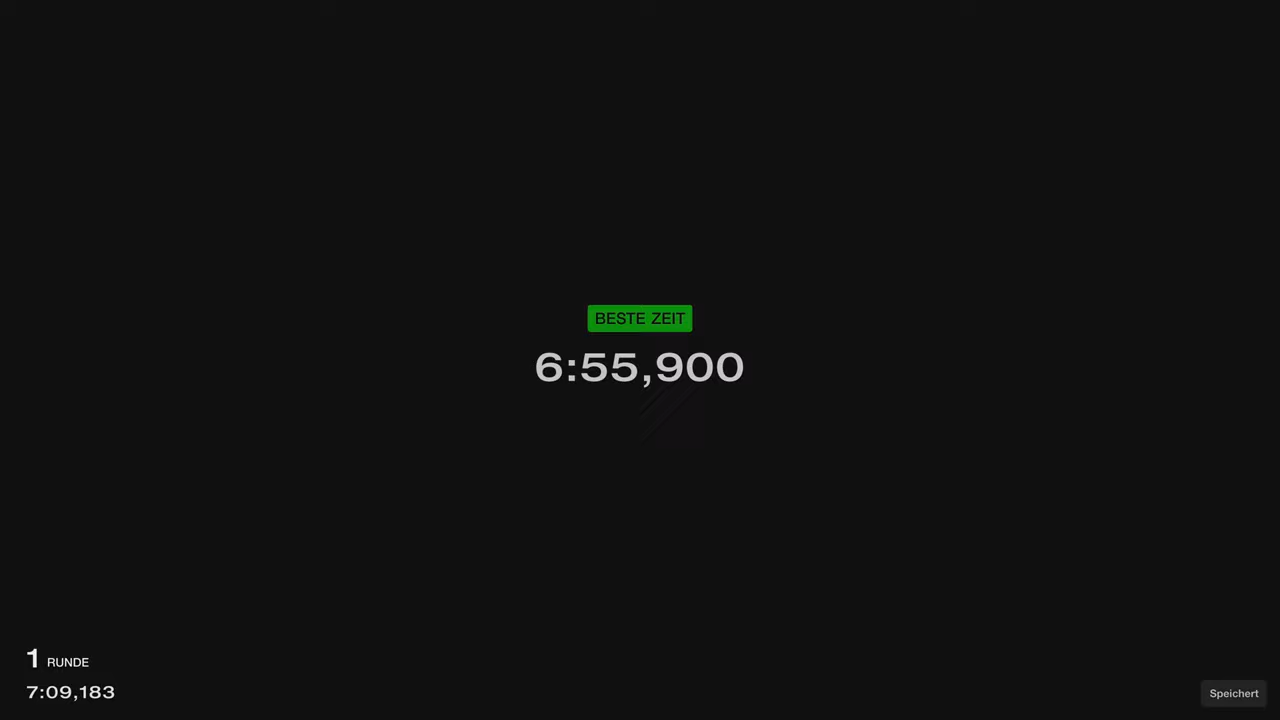 BESTE ZEIT
6:55,900
1 RUNDE
7:09,183
Speichert